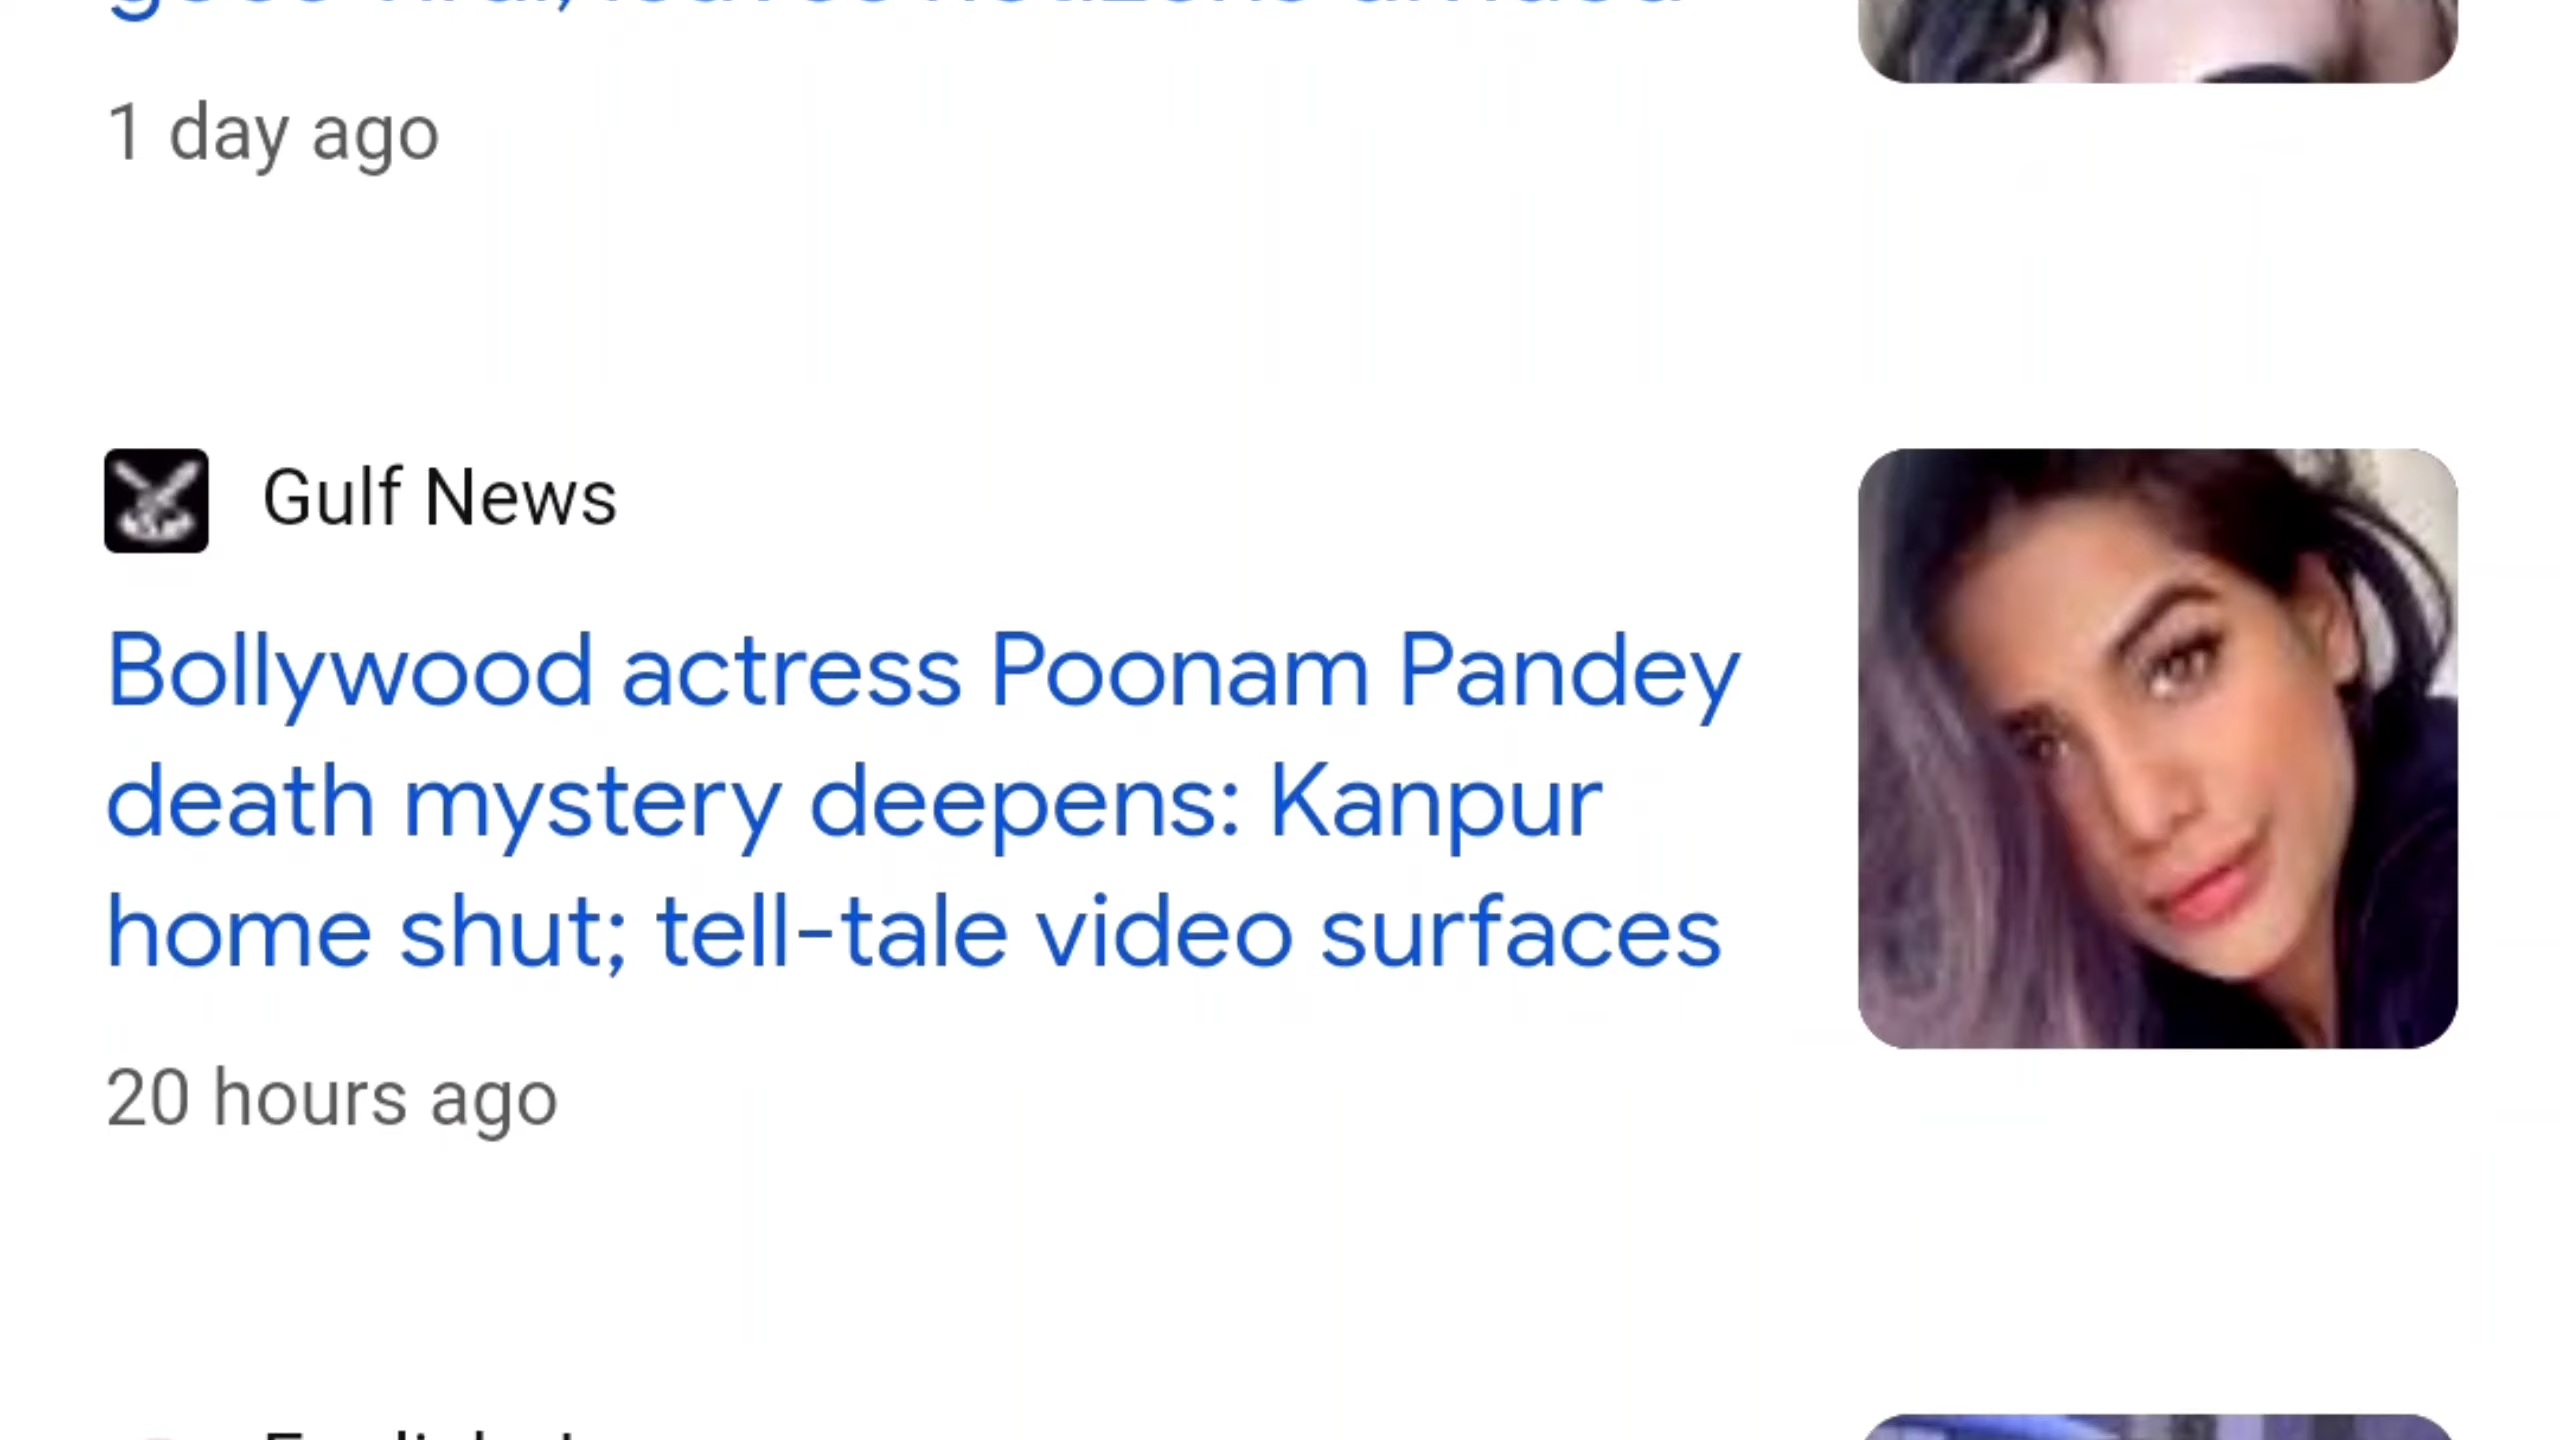 1 day ago
Gulf News
Bollywood actress Poonam Pandey
death mystery deepens: Kanpur
home shut; tell-tale video surfaces
20 hours ago